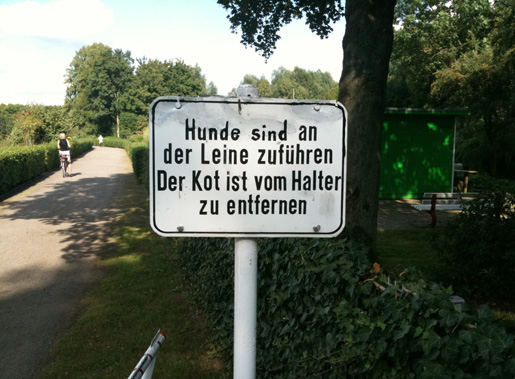 Hunde sind an
der Leine zuführen
Der Kot ist vom Halter
zu entfernen